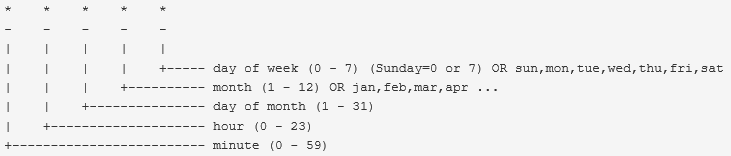 *    *    *    *    *
-    -    -    -    -
|    |    |    |    |
|    |    |    |    +----- day of week (0 - 7) (Sunday=0 or 7) OR sun,mon,tue,wed,thu,fri,sat
|    |    |    +---------- month (1 - 12) OR jan,feb,mar,apr ...
|    |    +--------------- day of month (1 - 31)
|    +-------------------- hour (0 - 23)
+------------------------- minute (0 - 59)